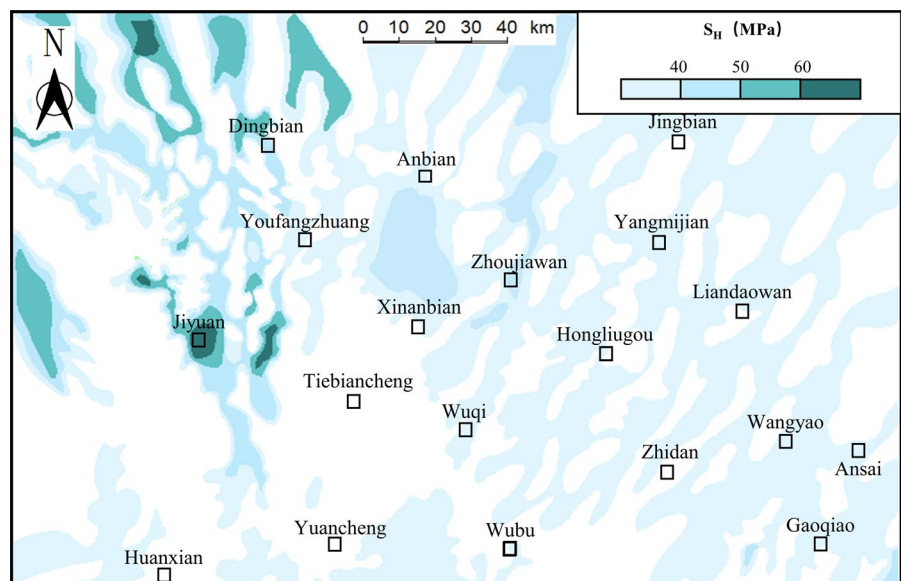 N
0 10 20 30 40 km
S_H (MPa)
40 50 60
Dingbian
Jingbian
Anbian
Youfangzhuang
Yangmijian
Zhoujiawan
Liandaowan
Xinanbian
Jiyuan
Hongliugou
Tiebiancheng
Wuqi
Wangyao
Zhidan
Ansai
Yuancheng
Wubu
Gaoqiao
Huanxian